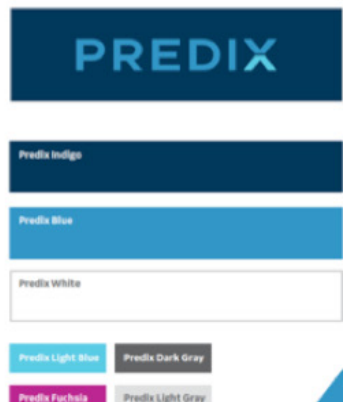 PREDIX
Predix Indigo
Predix Blue
Predix White
Predix Light Blue
Predix Dark Gray
Predix Fuchsia
Predix Light Gray